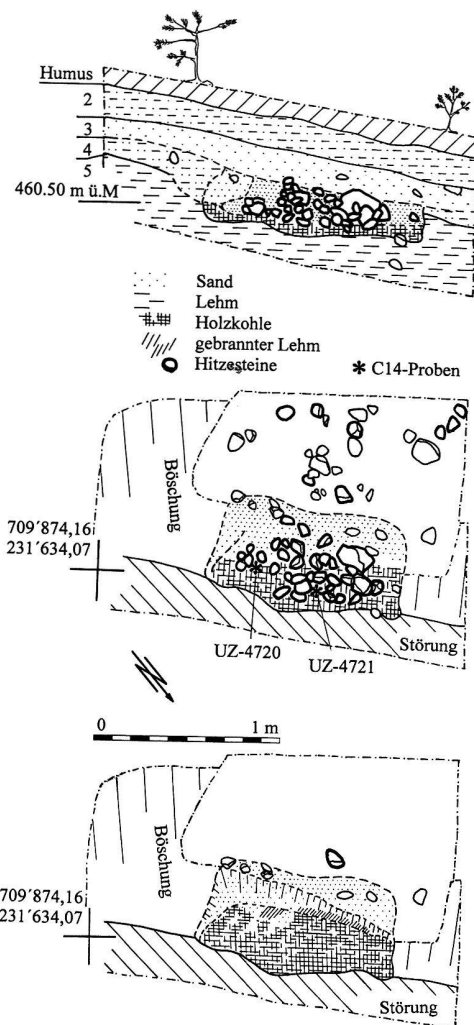 Humus
2
3
4
5
460.50 m ü.M
Sand
Lehm
Holzkohle
gebrannter Lehm
Hitzesteine
* C14-Proben
Böschung
709´874,16
231´634,07
Störung
UZ-4720
UZ-4721
0 1 m
Böschung
709´874,16
231´634,07
Störung